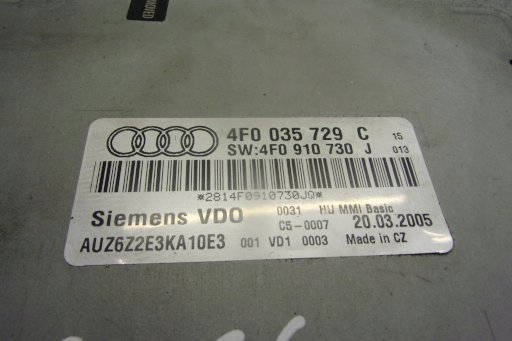 4F0 035 729 C 15
SW:4F0 910 730 J 013
*2814F0910730JQ*
Siemens VDO 0031 HU MMI Basic
C5-0007 20.03.2005
AUZ6Z2E3KA10E3 001 VD1 0003 Made in CZ